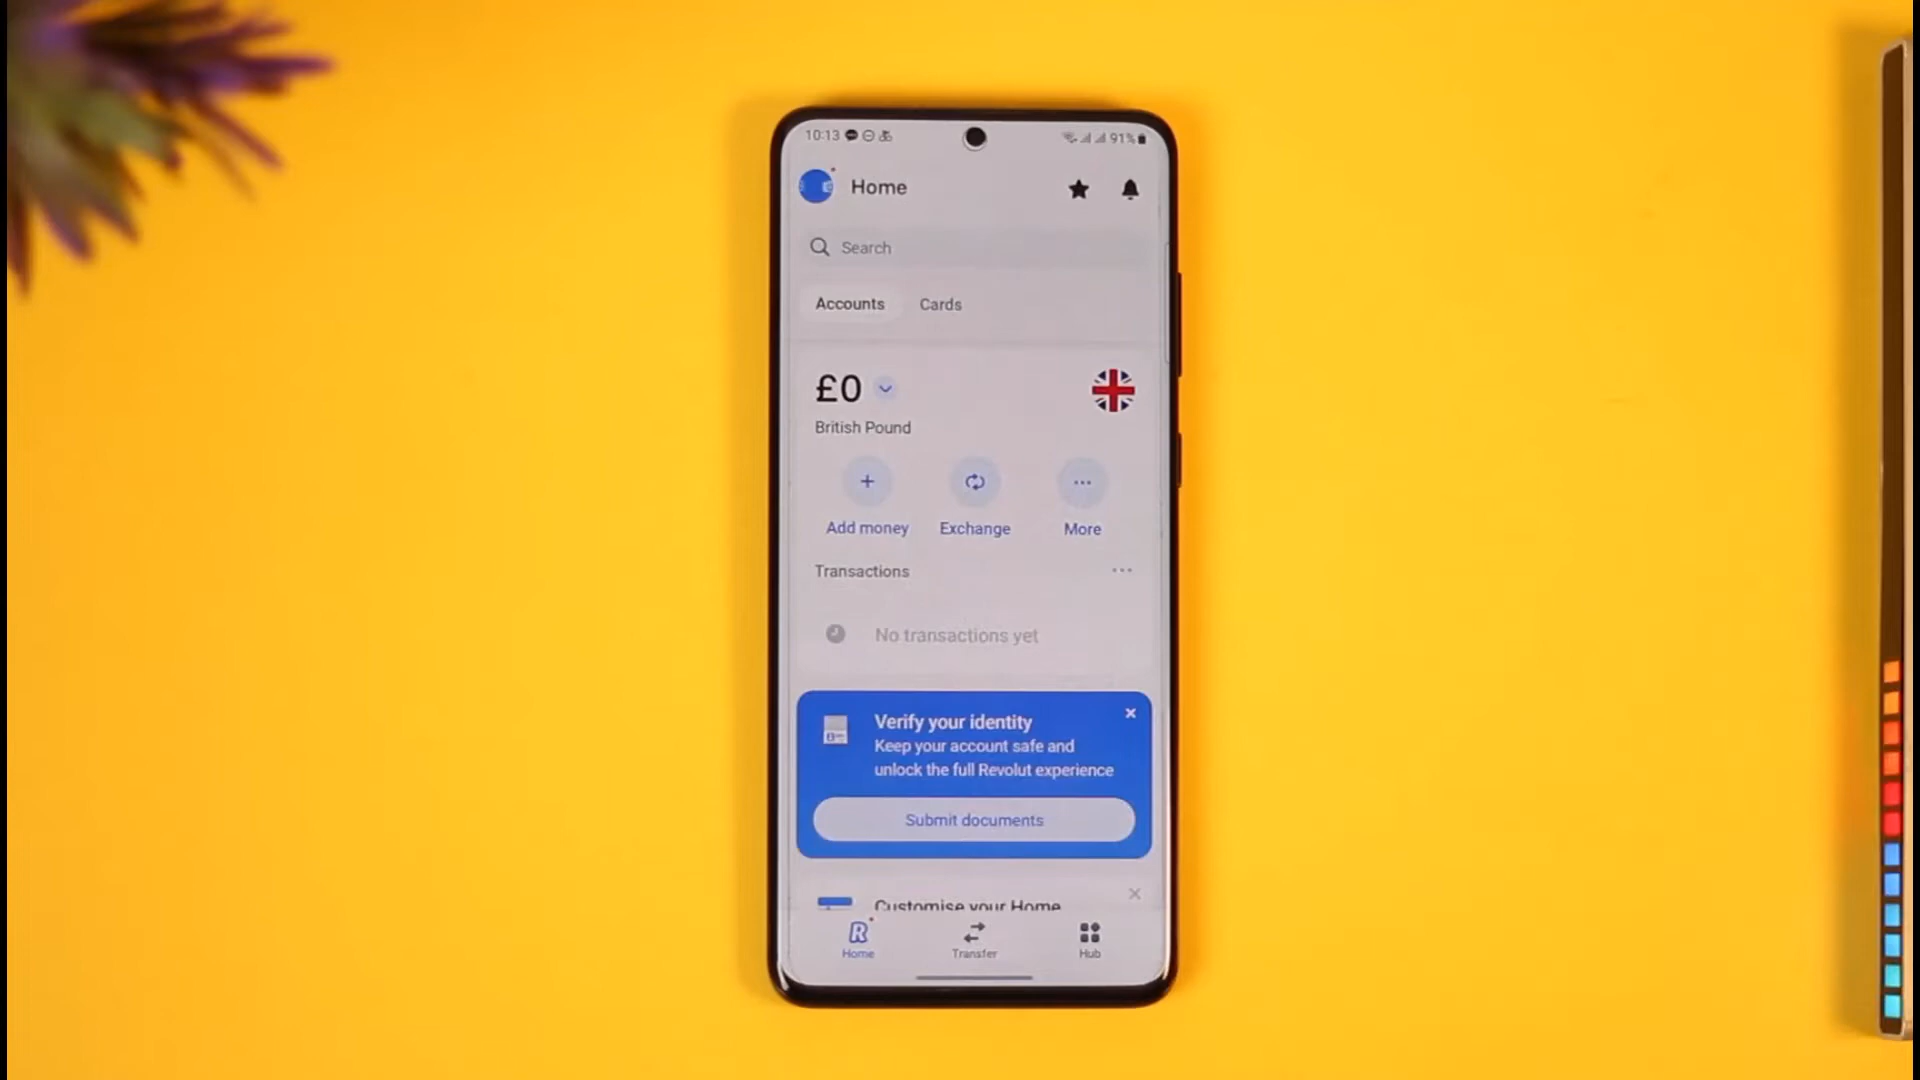 10:13
91%
Home
Search
Accounts Cards
£0
British Pound
Add money Exchange More
Transactions
No transactions yet
Verify your identity
Keep your account safe and
unlock the full Revolut experience
Submit documents
Customise your Home
R
Home Transfer Hub